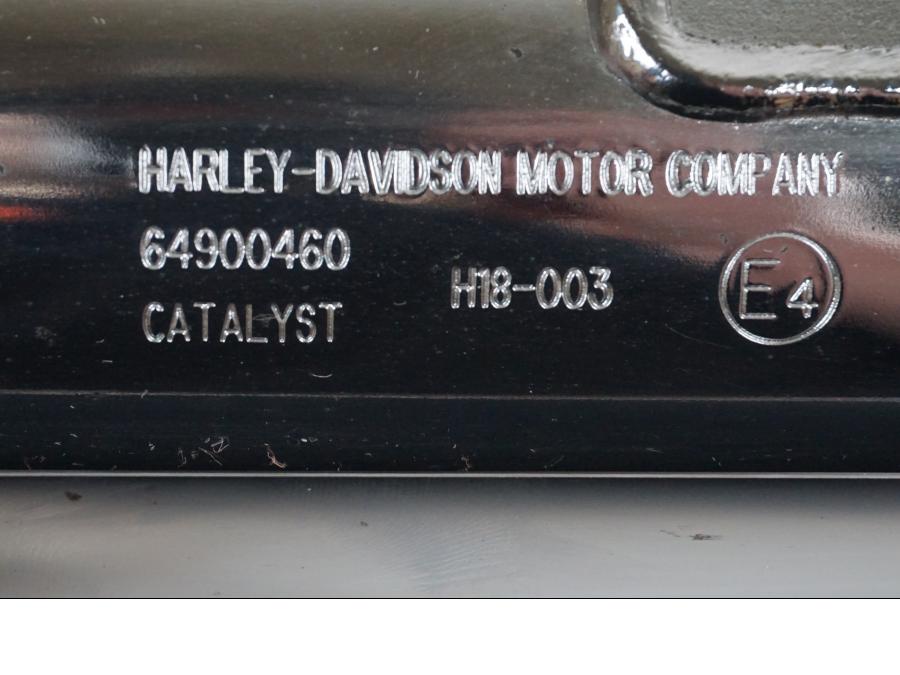 HARLEY-DAVIDSON MOTOR COMPANY
64900460
H18-003
E4
CATALYST